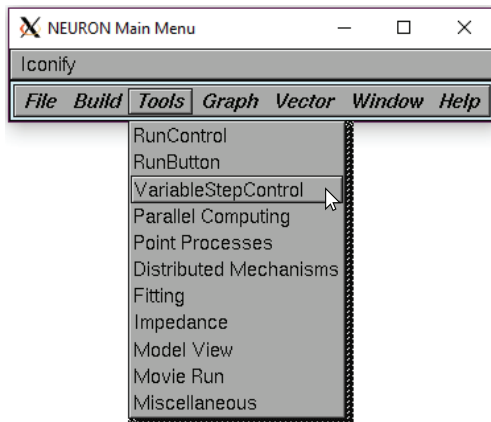 NEURON Main Menu
Iconify
File Build Tools Graph Vector Window Help
RunControl
RunButton
VariableStepControl
Parallel Computing
Point Processes
Distributed Mechanisms
Fitting
Impedance
Model View
Movie Run
Miscellaneous